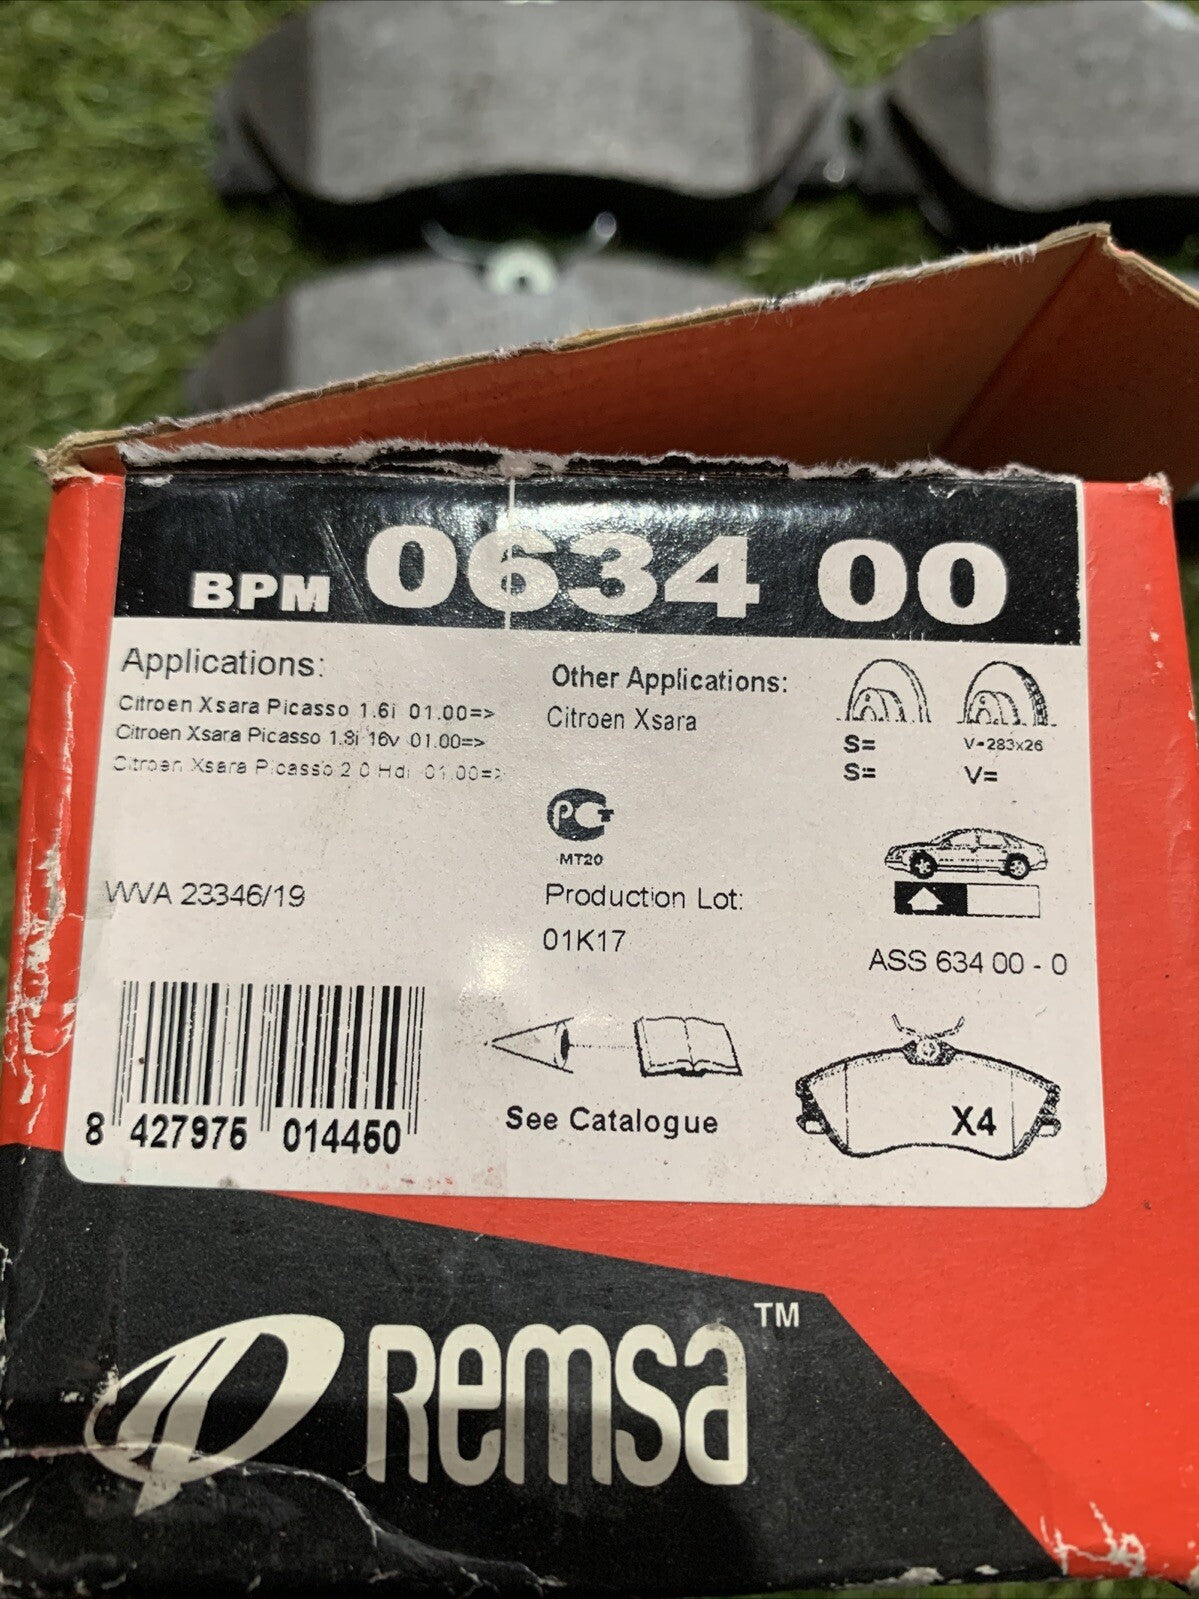 BPM 0634 00
Applications:
Citroen Xsara Picasso 1.6i 01.00=>
Citroen Xsara Picasso 1.8i 16v 01.00=>
Citroen Xsara Picasso 2.0 Hdi 01.00=>
Other Applications:
Citroen Xsara
S= V=283x26
S= V=
PCT
MT20
WVA 23346/19
Production Lot:
01K17
ASS 634 00 - 0
8 427975 014460
See Catalogue
X4
Remsa TM